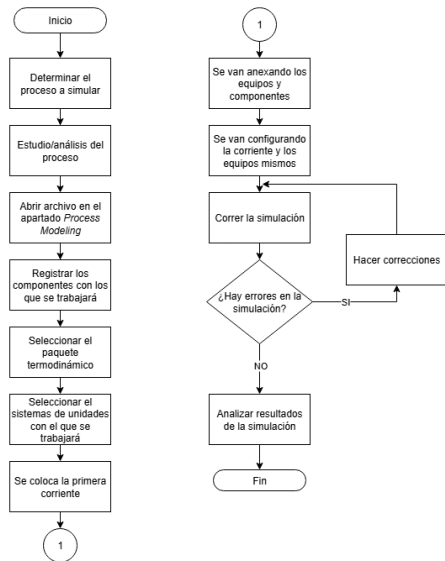 Inicio
Determinar el
proceso a simular
Estudio/análisis del
proceso
Abrir archivo en el
apartado Process
Modeling
Registrar los
componentes con los
que se trabajará
Seleccionar el
paquete
termodinámico
Seleccionar el
sistemas de unidades
con el que se
trabajará
Se coloca la primera
corriente
1
1
Se van anexando los
equipos y
componentes
Se van configurando
la corriente y los
equipos mismos
Correr la simulación
Hacer correcciones
¿Hay errores en la
simulación?
SI
NO
Analizar resultados
de la simulación
Fin